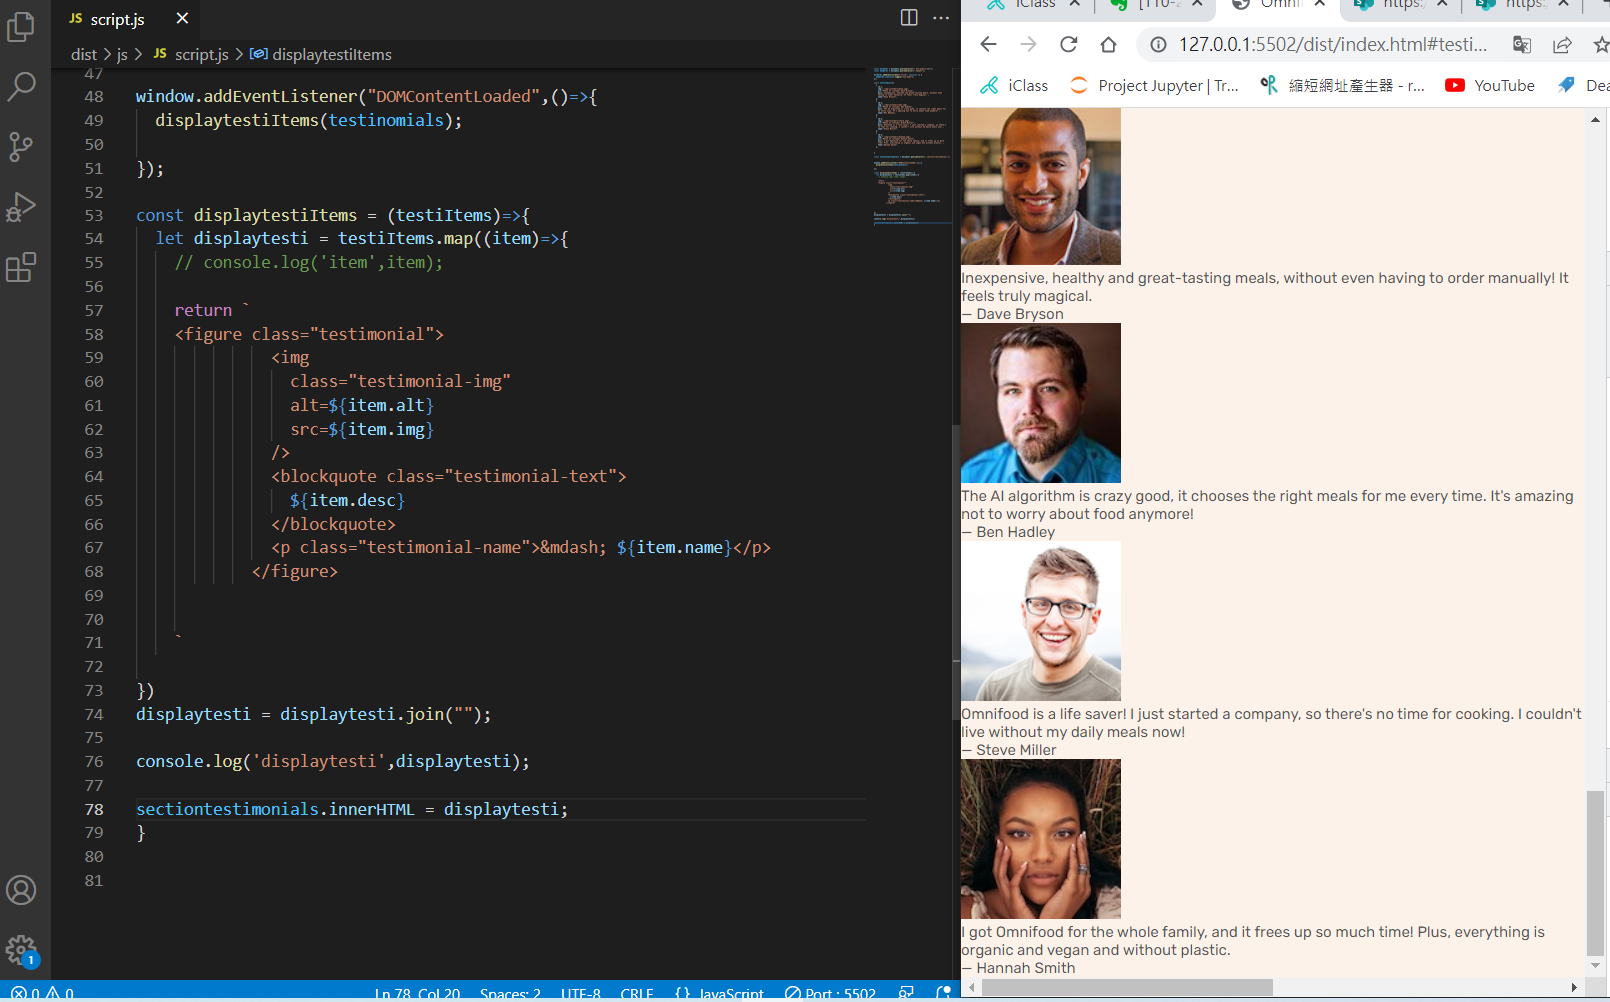 JS script.js
dist > js > JS script.js > displaytestiItems
47
48 window.addEventListener("DOMContentLoaded",()=>{
49 displaytestiItems(testinomials);
50
51 });
52
53 const displaytestiItems = (testiItems)=>{
54 let displaytesti = testiItems.map((item)=>{
55 // console.log('item',item);
56
57 return `
58 <figure class="testimonial">
59 <img
60 class="testimonial-img"
61 alt=${item.alt}
62 src=${item.img}
63 />
64 <blockquote class="testimonial-text">
65 ${item.desc}
66 </blockquote>
67 <p class="testimonial-name">&mdash; ${item.name}</p>
68 </figure>
69
70
71 `
72
73 })
74 displaytesti = displaytesti.join("");
75
76 console.log('displaytesti',displaytesti);
77
78 sectiontestimonials.innerHTML = displaytesti;
79 }
80
81
1
0 0 Ln 78, Col 20 Spaces: 2 UTF-8 CRLF {} JavaScript Port : 5502
iClass [110-2 Omnif https: https:
127.0.0.1:5502/dist/index.html#testi...
iClass Project Jupyter | Tr... 縮短網址產生器 - r... YouTube Dea
Inexpensive, healthy and great-tasting meals, without even having to order manually! It
feels truly magical.
— Dave Bryson
The AI algorithm is crazy good, it chooses the right meals for me every time. It's amazing
not to worry about food anymore!
— Ben Hadley
Omnifood is a life saver! I just started a company, so there's no time for cooking. I couldn't
live without my daily meals now!
— Steve Miller
I got Omnifood for the whole family, and it frees up so much time! Plus, everything is
organic and vegan and without plastic.
— Hannah Smith